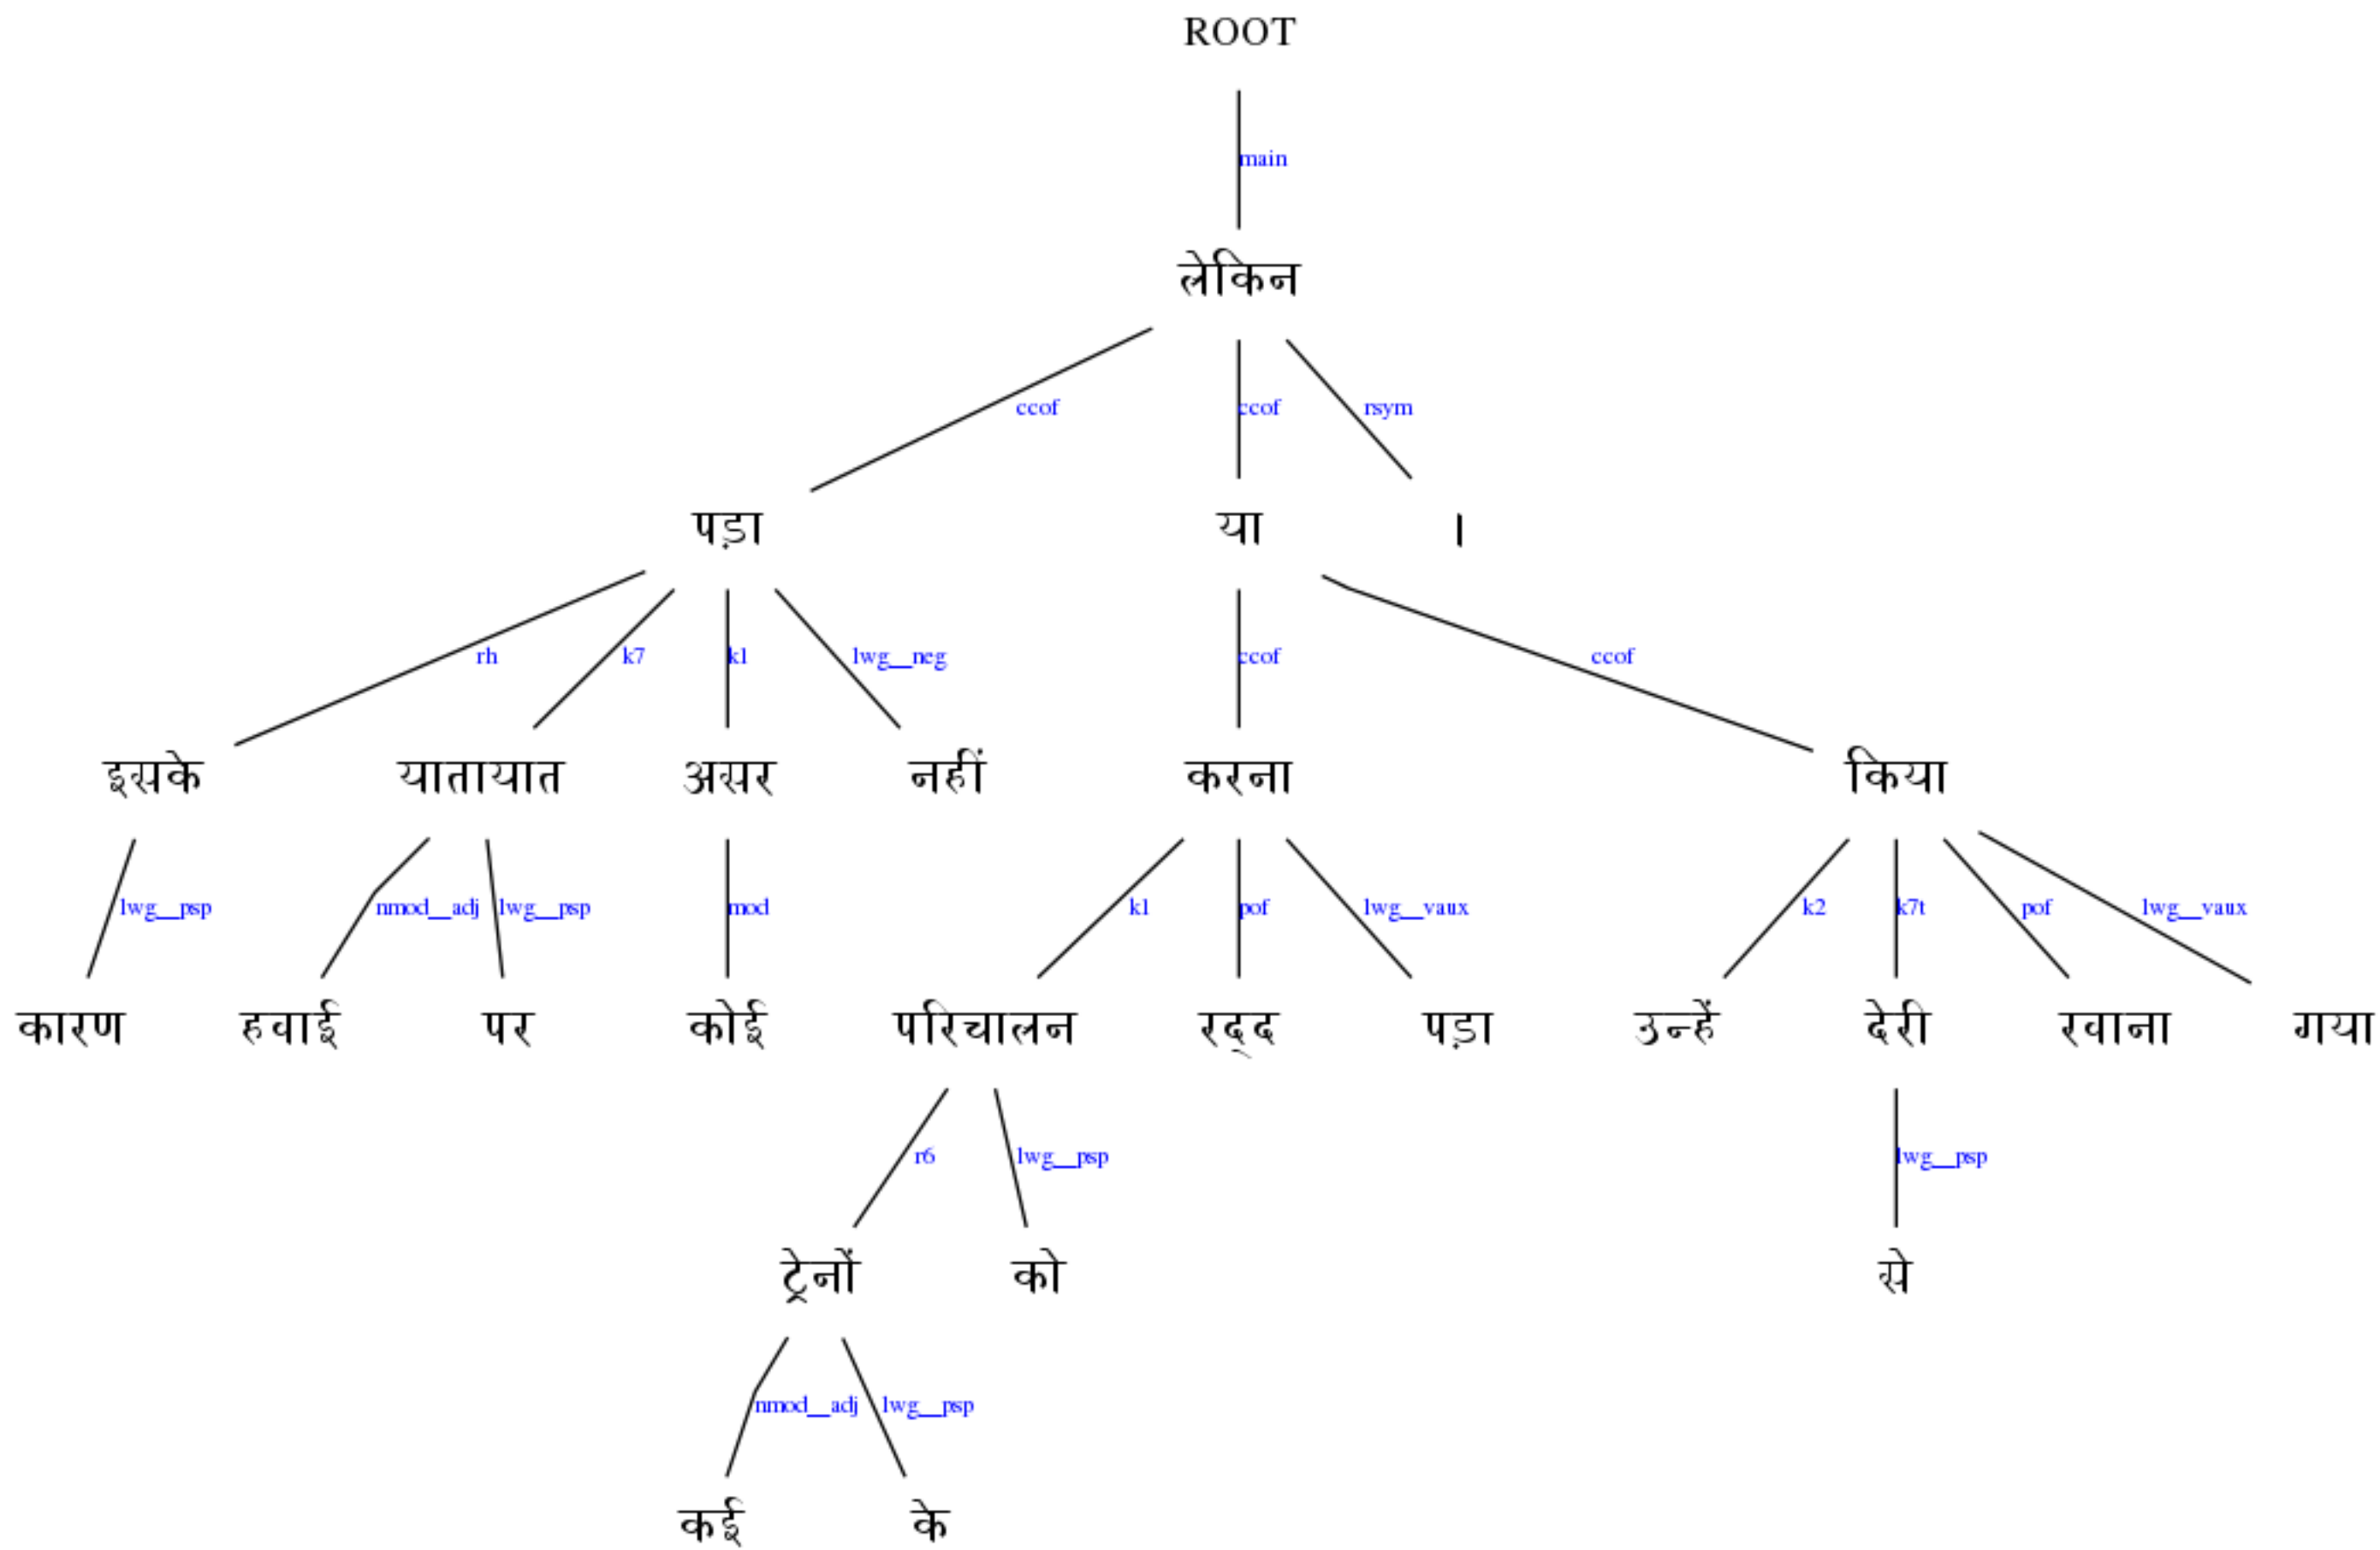 ROOT
main
लेकिन
ccof ccof rsym
पड़ा या ।
rh k7 k1 lwg__neg ccof ccof
इसके यातायात असर नहीं करना किया
lwg__psp nmod__adj lwg__psp mod k1 pof lwg__vaux k2 k7t pof lwg__vaux
कारण हवाई पर कोई परिचालन रद्द पड़ा उन्हें देरी रवाना गया
r6 lwg__psp lwg__psp
ट्रेनों को से
nmod__adj lwg__psp
कई के